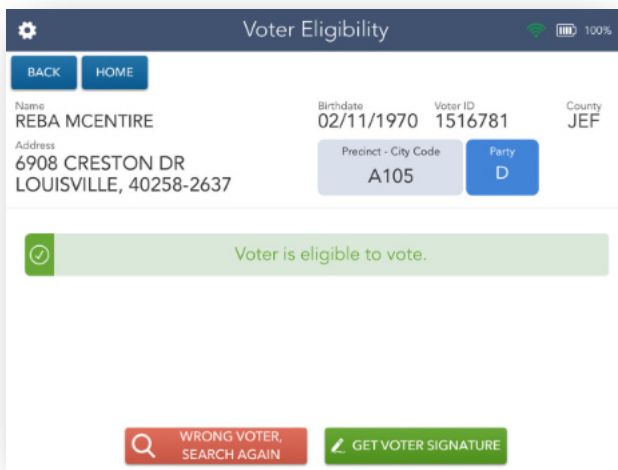 Voter Eligibility
100%
BACK
HOME
Name
REBA MCENTIRE
Birthdate
02/11/1970
Voter ID
1516781
County
JEF
Address
6908 CRESTON DR
LOUISVILLE, 40258-2637
Precinct - City Code
A105
Party
D
Voter is eligible to vote.
WRONG VOTER,
SEARCH AGAIN
GET VOTER SIGNATURE